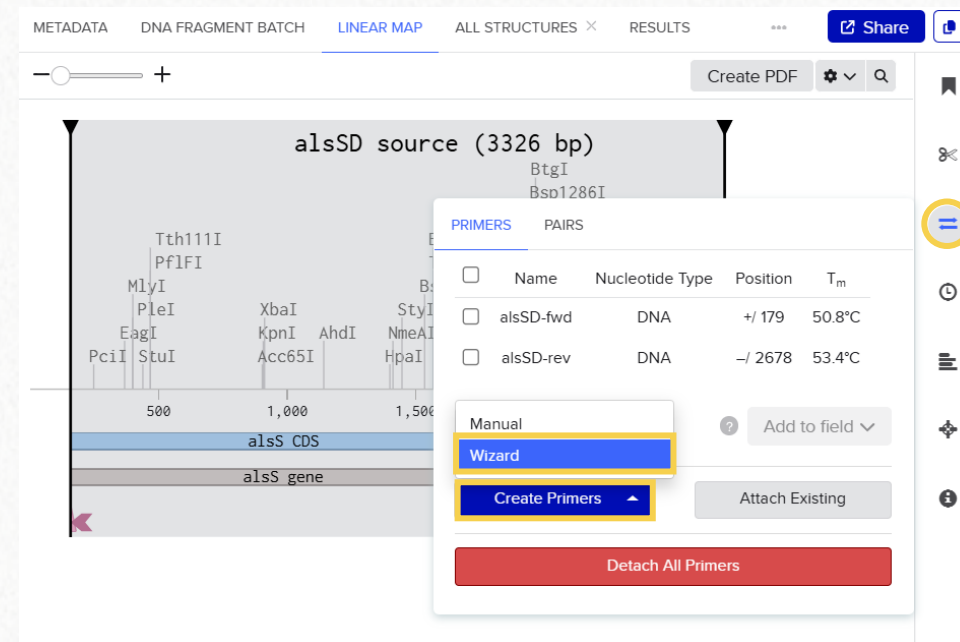 METADATA DNA FRAGMENT BATCH LINEAR MAP ALL STRUCTURES × RESULTS ••• Share
Create PDF
alsSD source (3326 bp)
BtgI
Bsp1286I
Tth111I
PflFI
MlyI
PleI XbaI StyI
EagI KpnI AhdI NmeAI
PciI StuI Acc65I HpaI
500 1,000 1,500
alsS CDS
alsS gene
PRIMERS PAIRS
Name Nucleotide Type Position Tm
alsSD-fwd DNA +/ 179 50.8°C
alsSD-rev DNA –/ 2678 53.4°C
Manual
? Add to field
Wizard
Create Primers Attach Existing
Detach All Primers